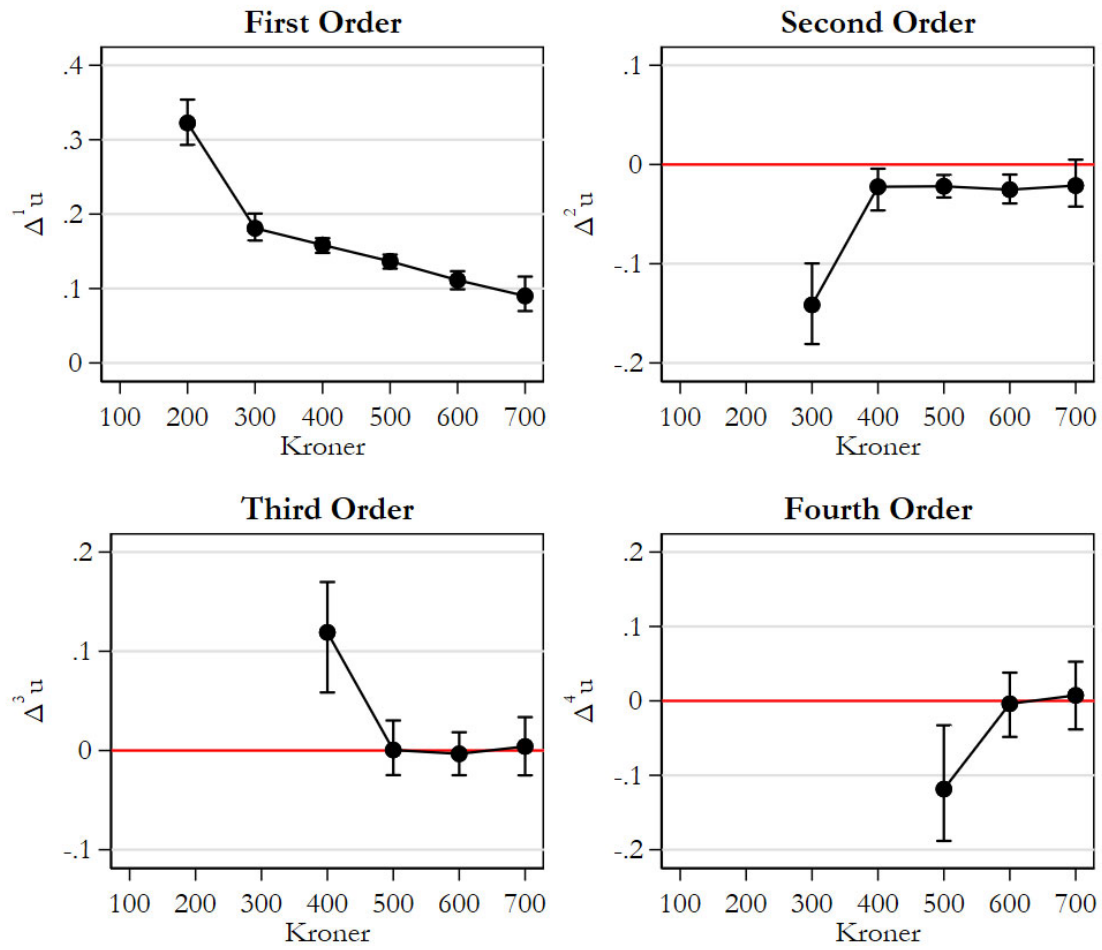 First Order
Δ¹u
.4
.3
.2
.1
0
100 200 300 400 500 600 700
Kroner
Second Order
Δ²u
.1
0
-.1
-.2
100 200 300 400 500 600 700
Kroner
Third Order
Δ³u
.2
.1
0
-.1
100 200 300 400 500 600 700
Kroner
Fourth Order
Δ⁴u
.2
.1
0
-.1
-.2
100 200 300 400 500 600 700
Kroner